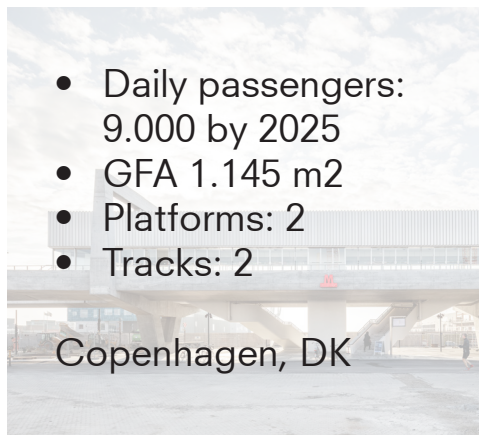 • Daily passengers:
9.000 by 2025
• GFA 1.145 m2
• Platforms: 2
• Tracks: 2
Copenhagen, DK